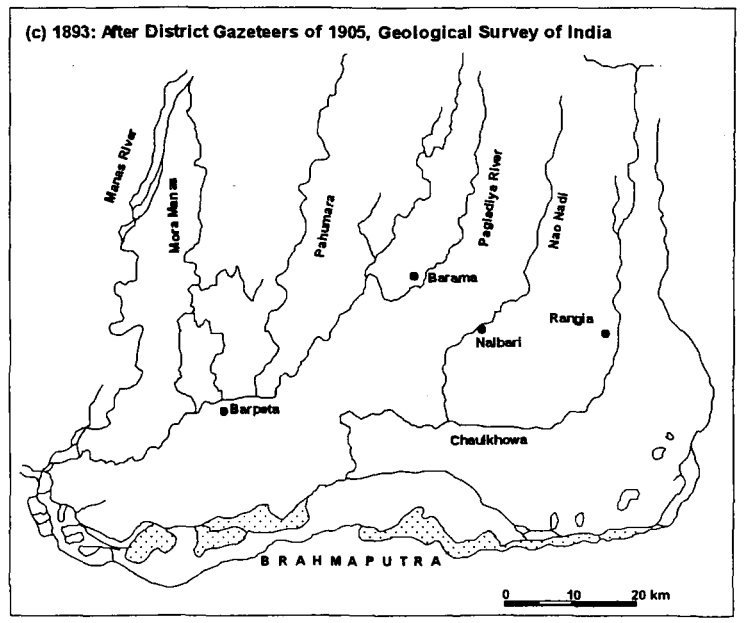 (c) 1893: After District Gazeteers of 1905, Geological Survey of India
Manas River
Mora Manas
Pahumara
Pagladiya River
Nao Nadi
Barama
Rangia
Nalbari
Barpeta
Chaulkhowa
BRAHMAPUTRA
0 10 20 km